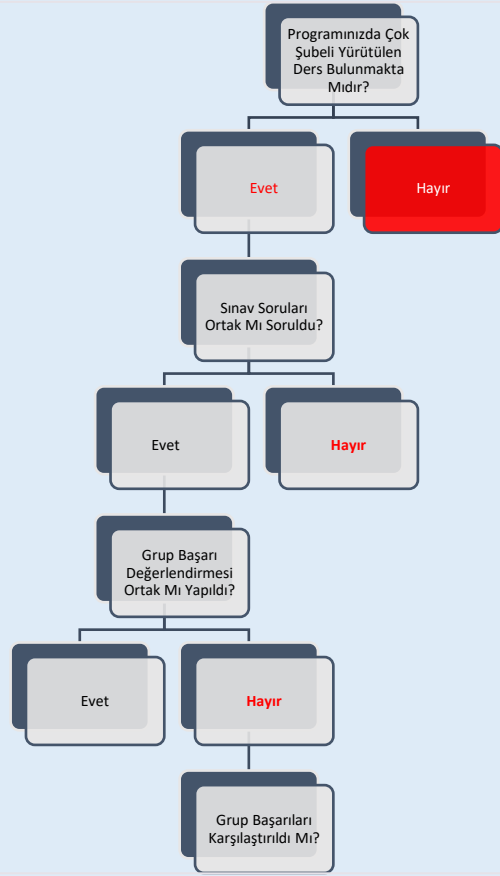 Programınızda Çok
Şubeli Yürütülen
Ders Bulunmakta
Mıdır?
Evet
Hayır
Sınav Soruları
Ortak Mı Soruldu?
Evet
Hayır
Grup Başarı
Değerlendirmesi
Ortak Mı Yapıldı?
Evet
Hayır
Grup Başarıları
Karşılaştırıldı Mı?